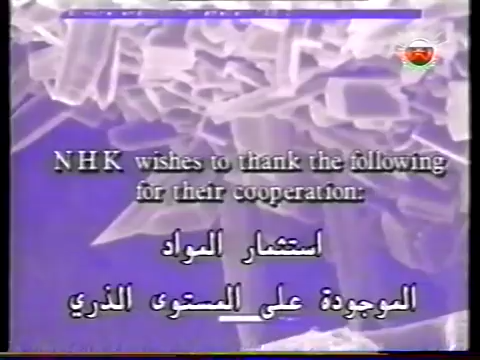 NHK wishes to thank the following
for their cooperation:
استثمار المواد
الموجودة على المستوى الذري